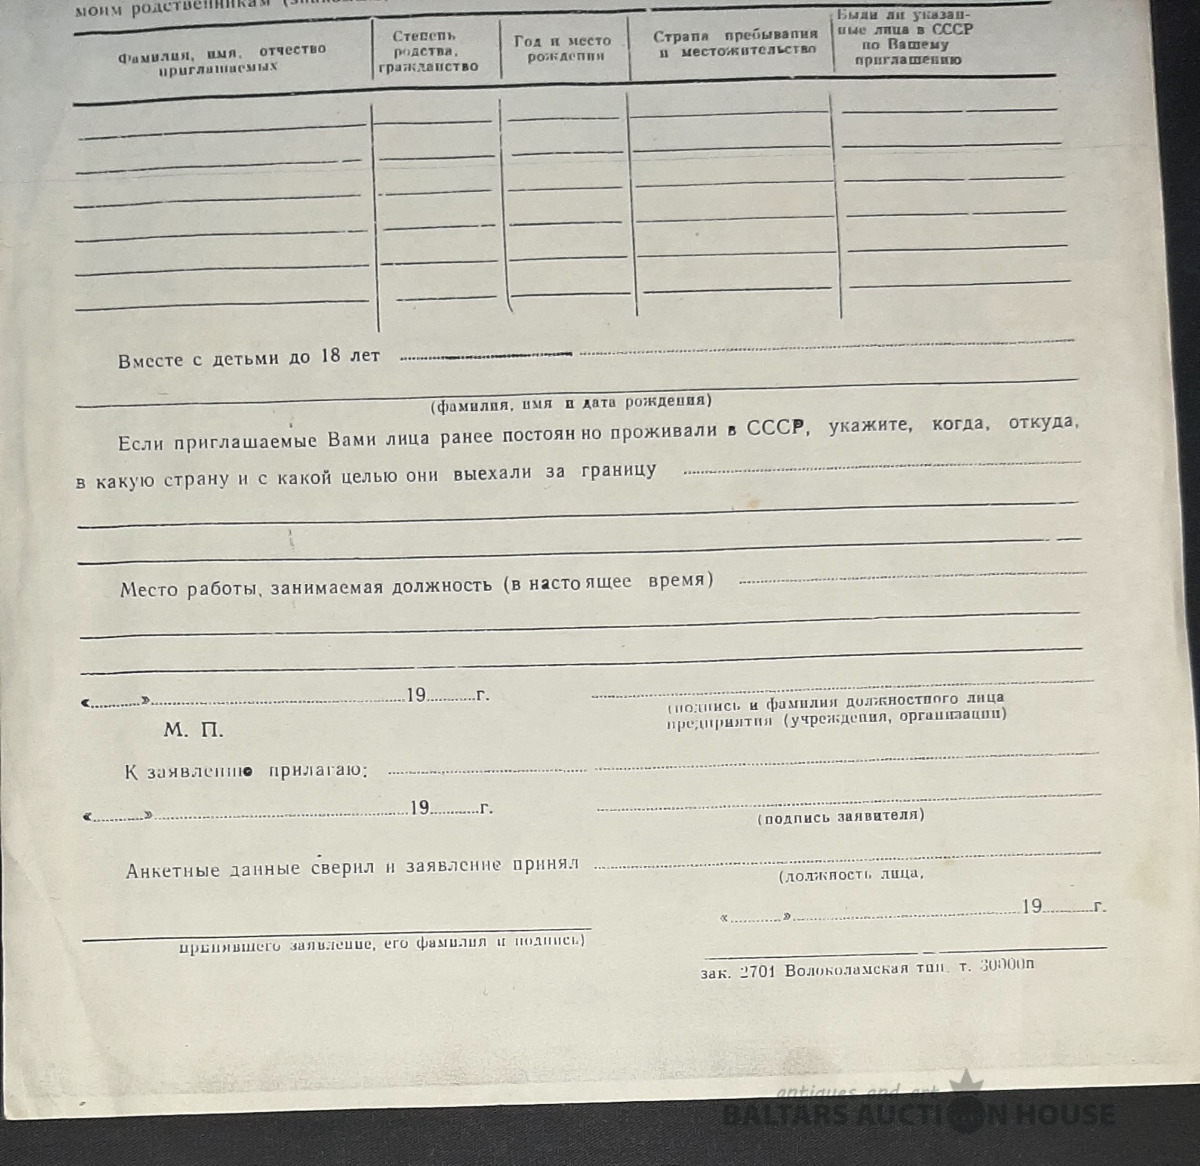 моим родственникам
Фамилия, имя, отчество
приглашаемых
Степень
родства,
гражданство
Год и место
рождения
Страна пребывания
и местожительство
Были ли указан-
ные лица в СССР
по Вашему
приглашению
Вместе с детьми до 18 лет
(фамилия, имя и дата рождения)
Если приглашаемые Вами лица ранее постоянно проживали в СССР, укажите, когда, откуда,
в какую страну и с какой целью они выехали за границу
Место работы, занимаемая должность (в настоящее время)
«..........»..........19..........г.
(подпись и фамилия должностного лица
предприятия (учреждения, организации)
М. П.
К заявлению прилагаю:
«..........»..........19..........г.
(подпись заявителя)
Анкетные данные сверил и заявление принял
(должность лица,
«..........»..........19..........г.
принявшего заявление, его фамилия и подпись)
зак. 2701 Волоколамская тип. т. 30000п
antiques and art
BALTARS AUCTION HOUSE